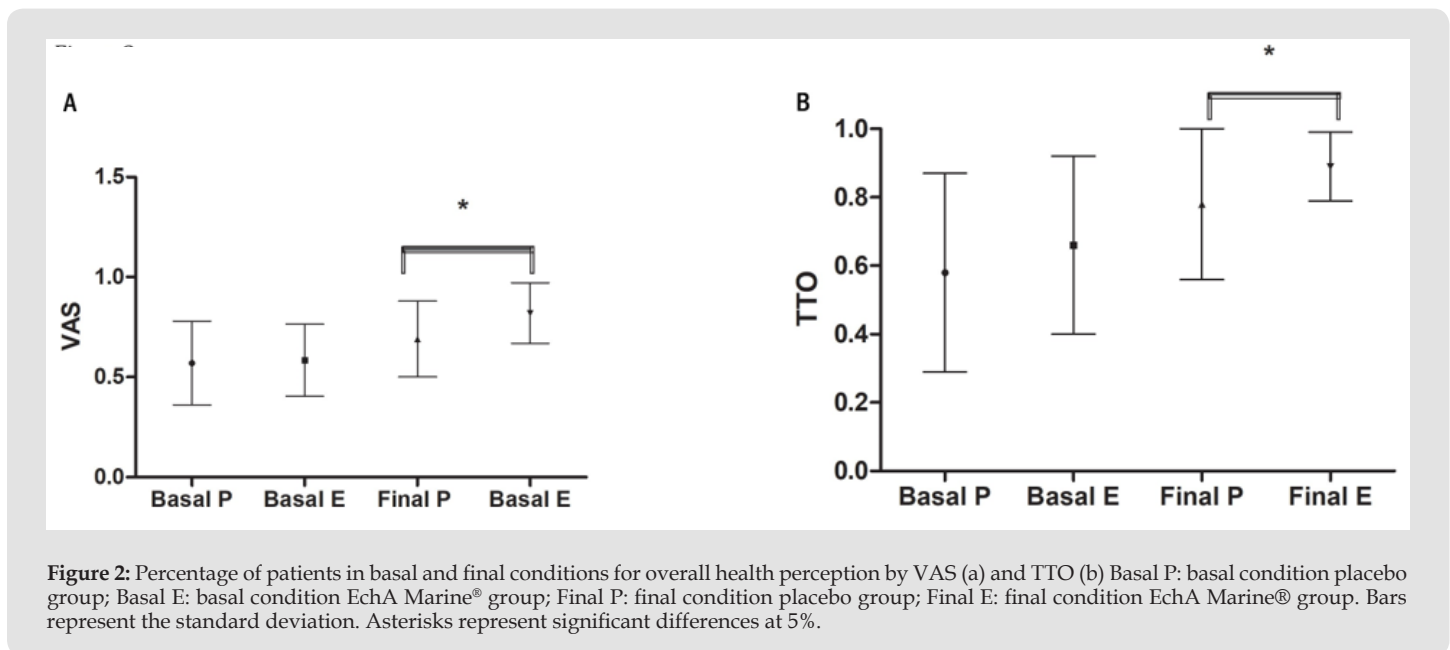 A
*
1.5
1.0
0.5
0.0
VAS
Basal P Basal E Final P Basal E
B
*
1.0
0.8
0.6
0.4
0.2
0.0
TTO
Basal P Basal E Final P Final E
Figure 2: Percentage of patients in basal and final conditions for overall health perception by VAS (a) and TTO (b) Basal P: basal condition placebo
group; Basal E: basal condition EchA Marine® group; Final P: final condition placebo group; Final E: final condition EchA Marine® group. Bars
represent the standard deviation. Asterisks represent significant differences at 5%.